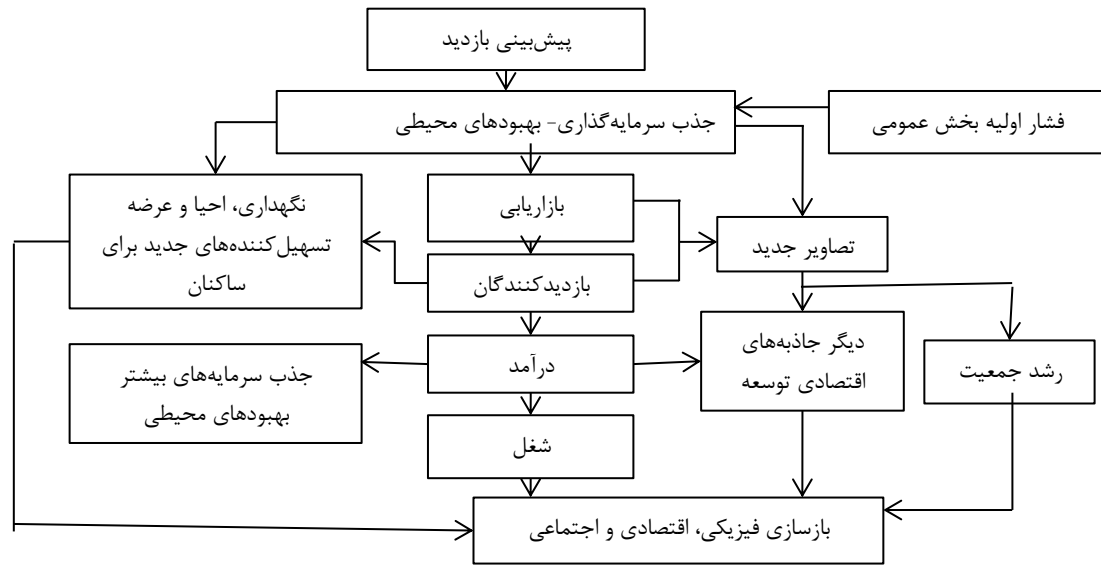 پیش‌بینی بازدید
جذب سرمایه‌گذاری- بهبودهای محیطی
فشار اولیه بخش عمومی
نگهداری، احیا و عرضه
تسهیل‌کننده‌های جدید برای
ساکنان
بازاریابی
تصاویر جدید
بازدیدکنندگان
درآمد
دیگر جاذبه‌های
اقتصادی توسعه
رشد جمعیت
جذب سرمایه‌های بیشتر
بهبودهای محیطی
شغل
بازسازی فیزیکی، اقتصادی و اجتماعی